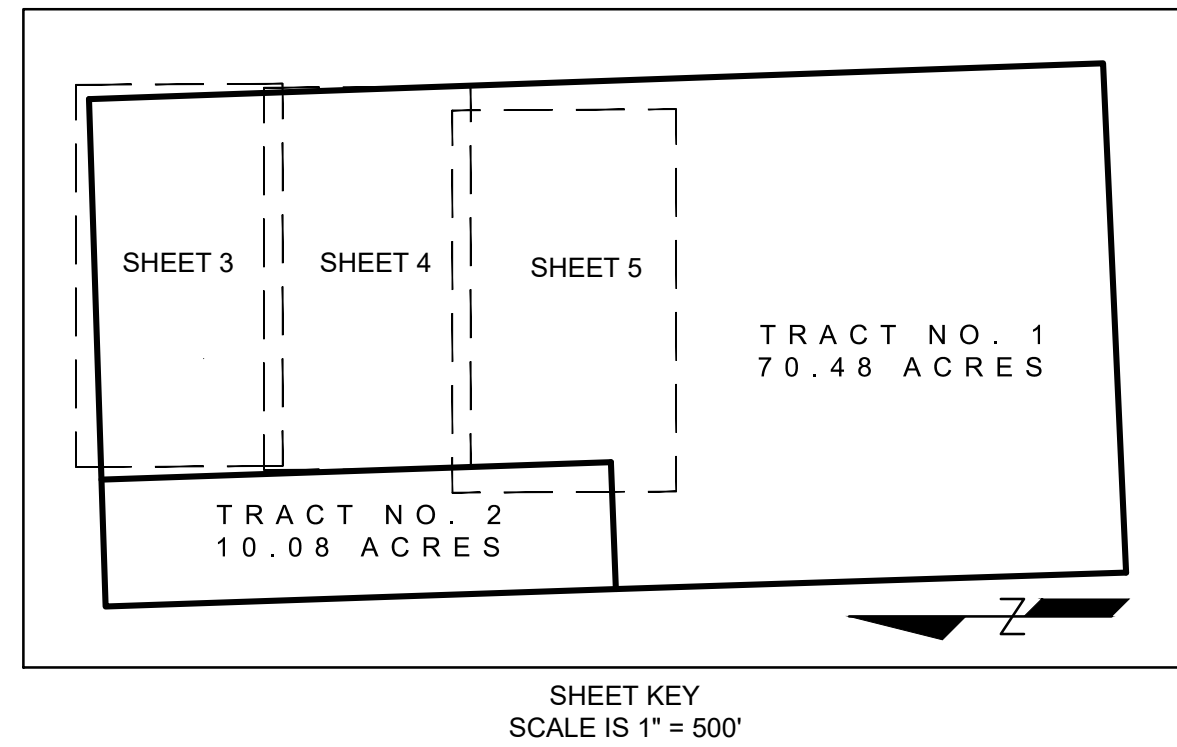 SHEET 3
SHEET 4
SHEET 5
TRACT NO. 1
70.48 ACRES
TRACT NO. 2
10.08 ACRES
Z
SHEET KEY
SCALE IS 1" = 500'